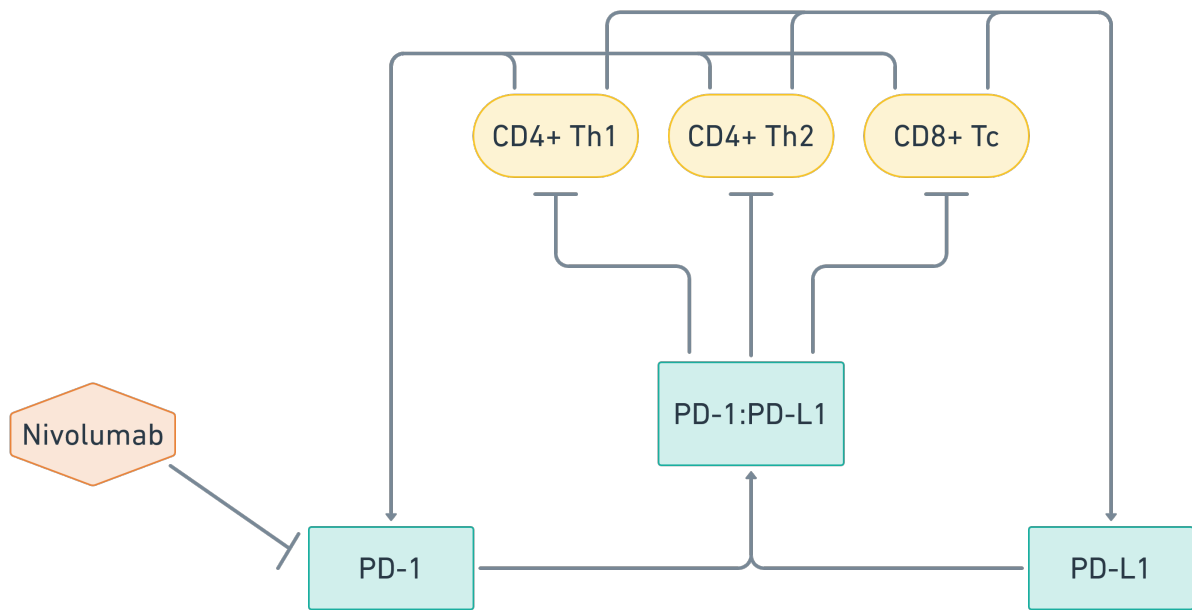 CD4+ Th1
CD4+ Th2
CD8+ Tc
PD-1:PD-L1
Nivolumab
PD-1
PD-L1